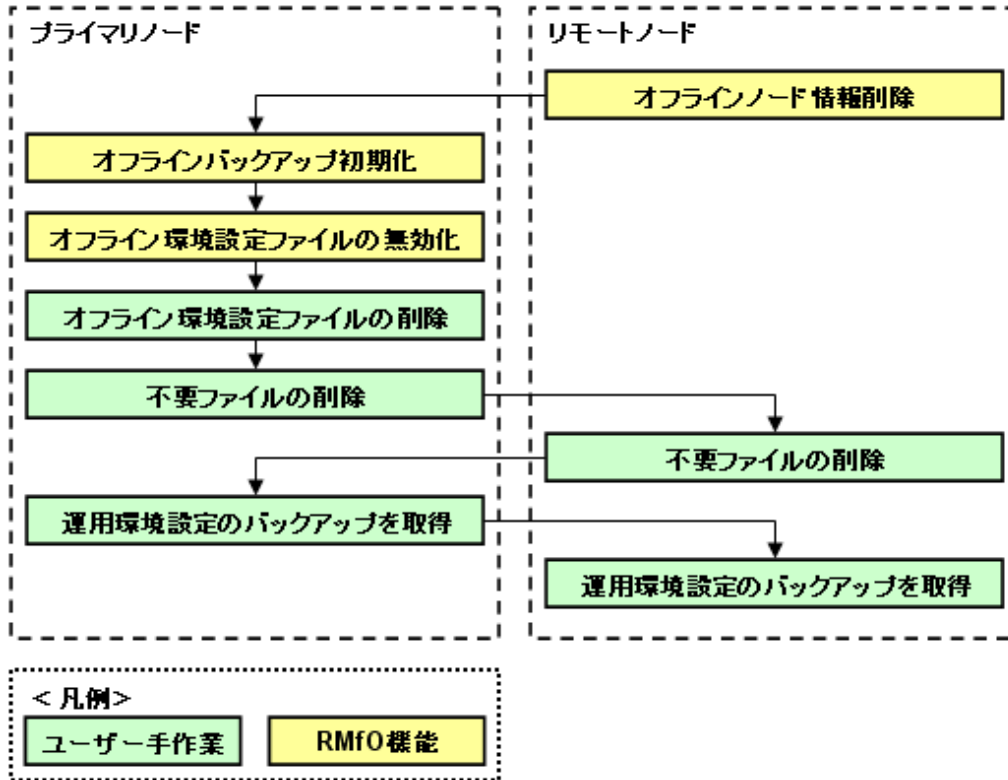 プライマリノード
リモートノード
オフラインノード情報削除
オフラインバックアップ初期化
オフライン環境設定ファイルの無効化
オフライン環境設定ファイルの削除
不要ファイルの削除
不要ファイルの削除
運用環境設定のバックアップを取得
運用環境設定のバックアップを取得
<凡例>
ユーザー手作業
RMfO機能